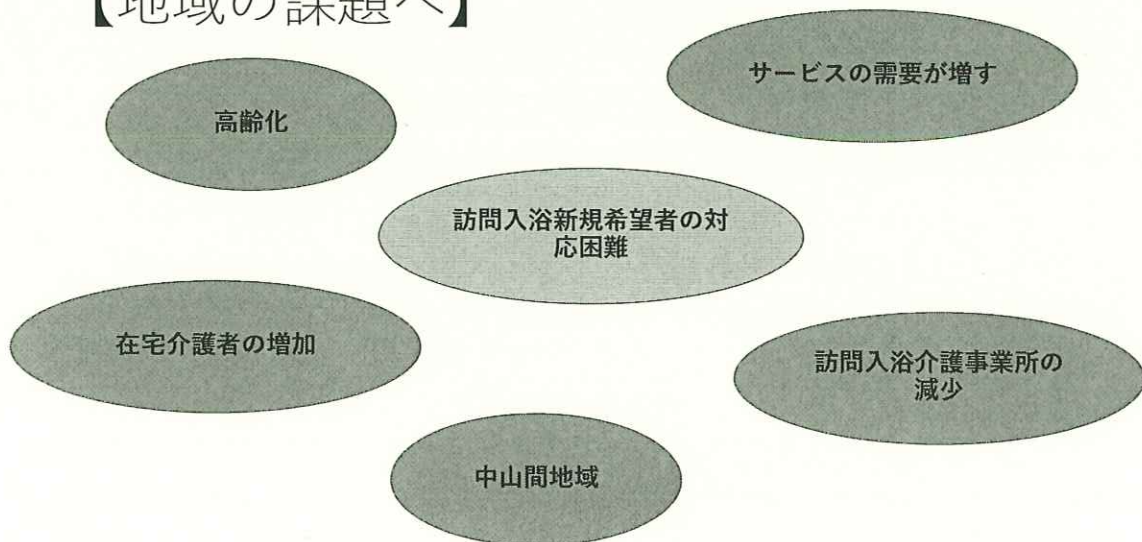 【地域の課題へ】
サービスの需要が増す
高齢化
訪問入浴新規希望者の対
応困難
在宅介護者の増加
訪問入浴介護事業所の
減少
中山間地域